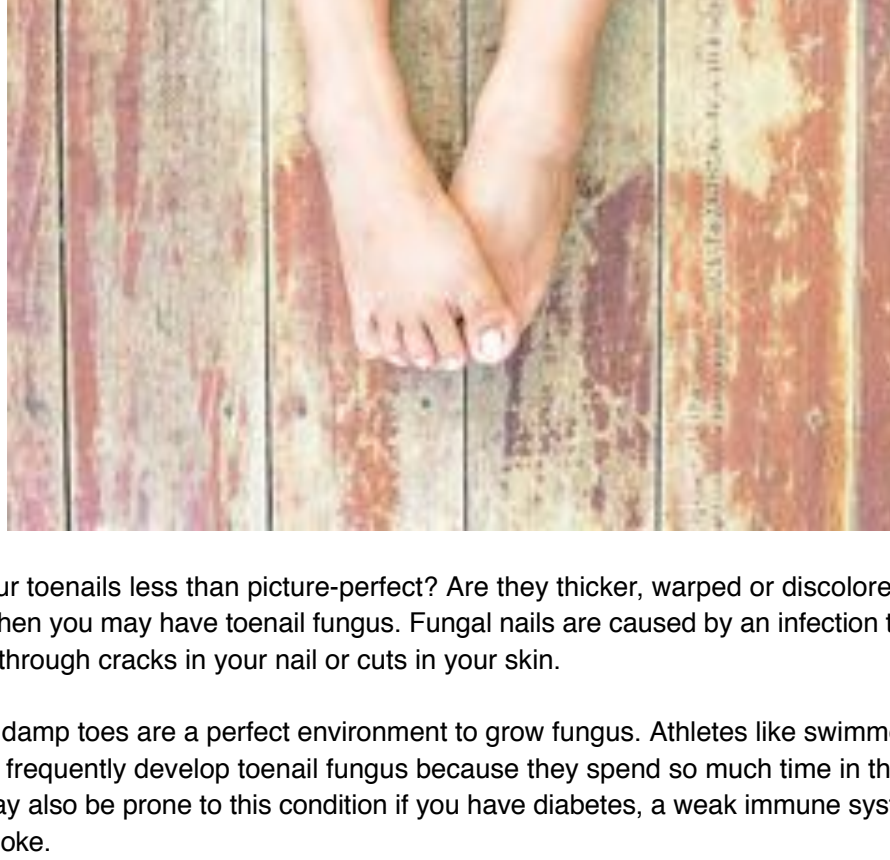 ur toenails less than picture-perfect? Are they thicker, warped or discolore
hen you may have toenail fungus. Fungal nails are caused by an infection t
through cracks in your nail or cuts in your skin.
damp toes are a perfect environment to grow fungus. Athletes like swimme
frequently develop toenail fungus because they spend so much time in th
ay also be prone to this condition if you have diabetes, a weak immune syst
oke.